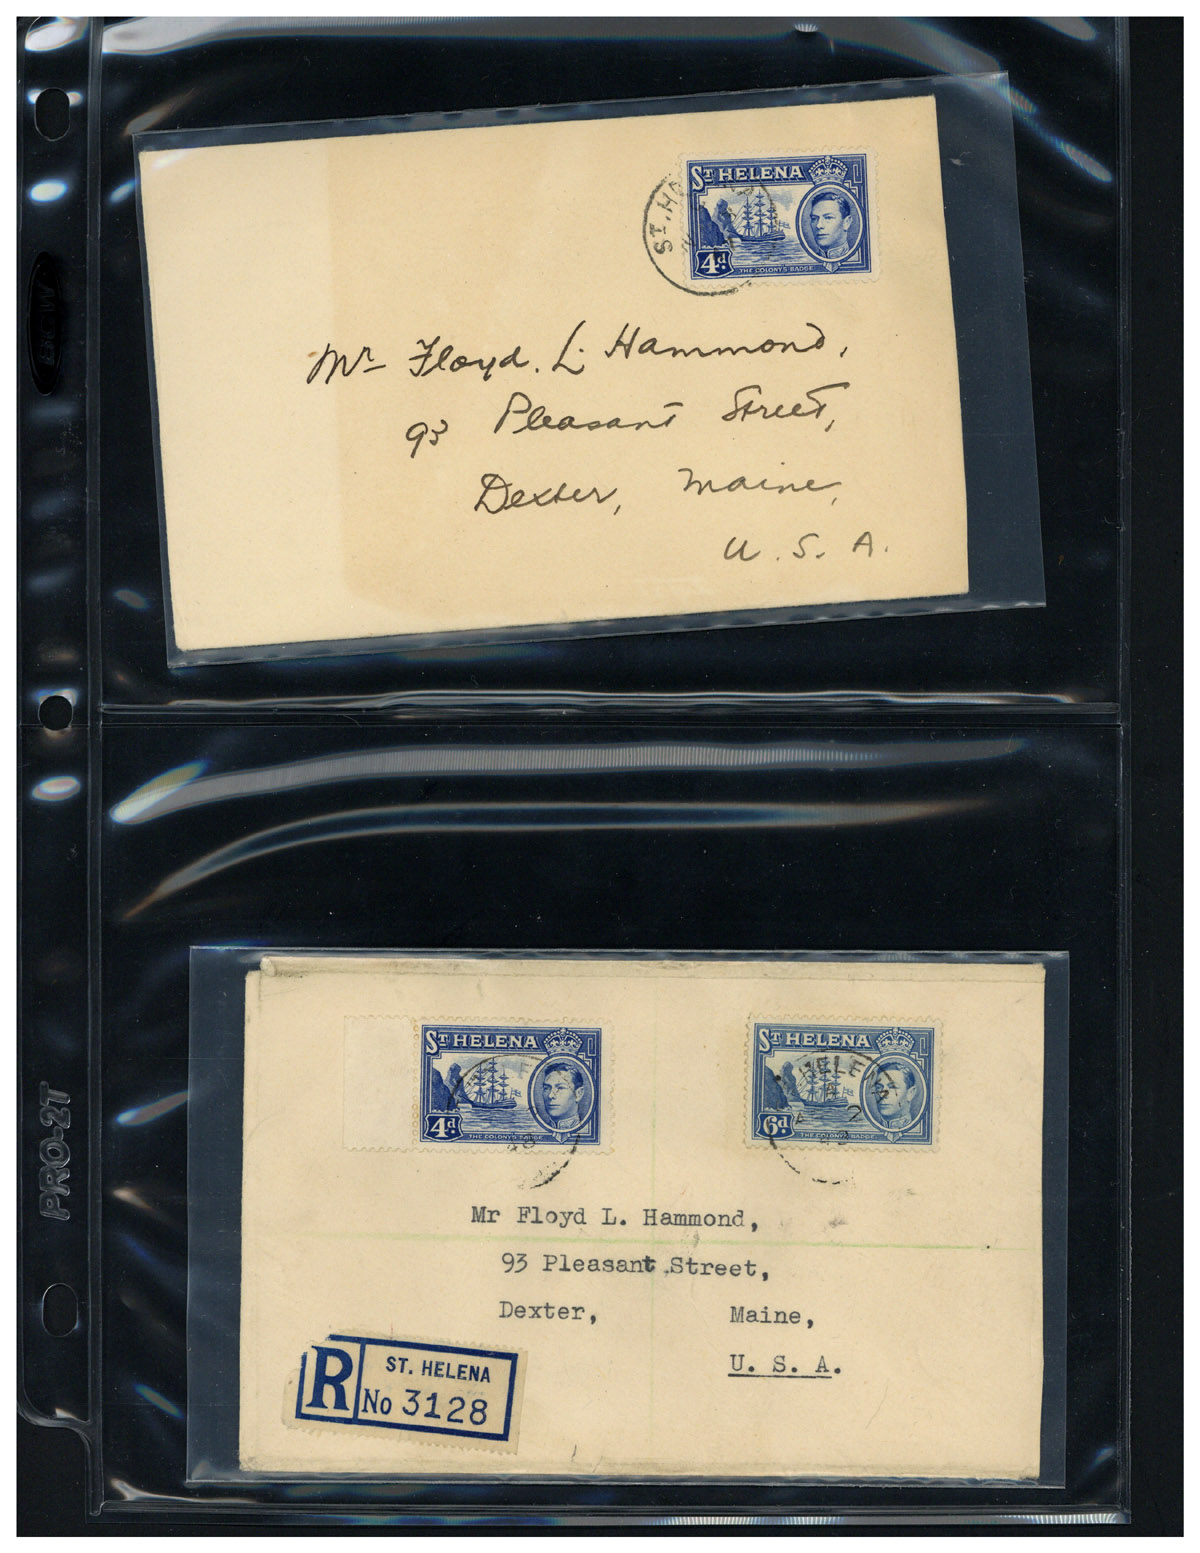 ST HELENA
4d.
THE COLONY'S BADGE
Mr Floyd. L. Hammond,
93 Pleasant Street,
Dexter, Maine,
U. S. A.
ST HELENA
4d.
THE COLONY'S BADGE
ST HELENA
6d.
THE COLONY'S BADGE
Mr Floyd L. Hammond,
93 Pleasant Street,
Dexter, Maine,
U. S. A.
R
ST. HELENA
No 3128
PRO-2T